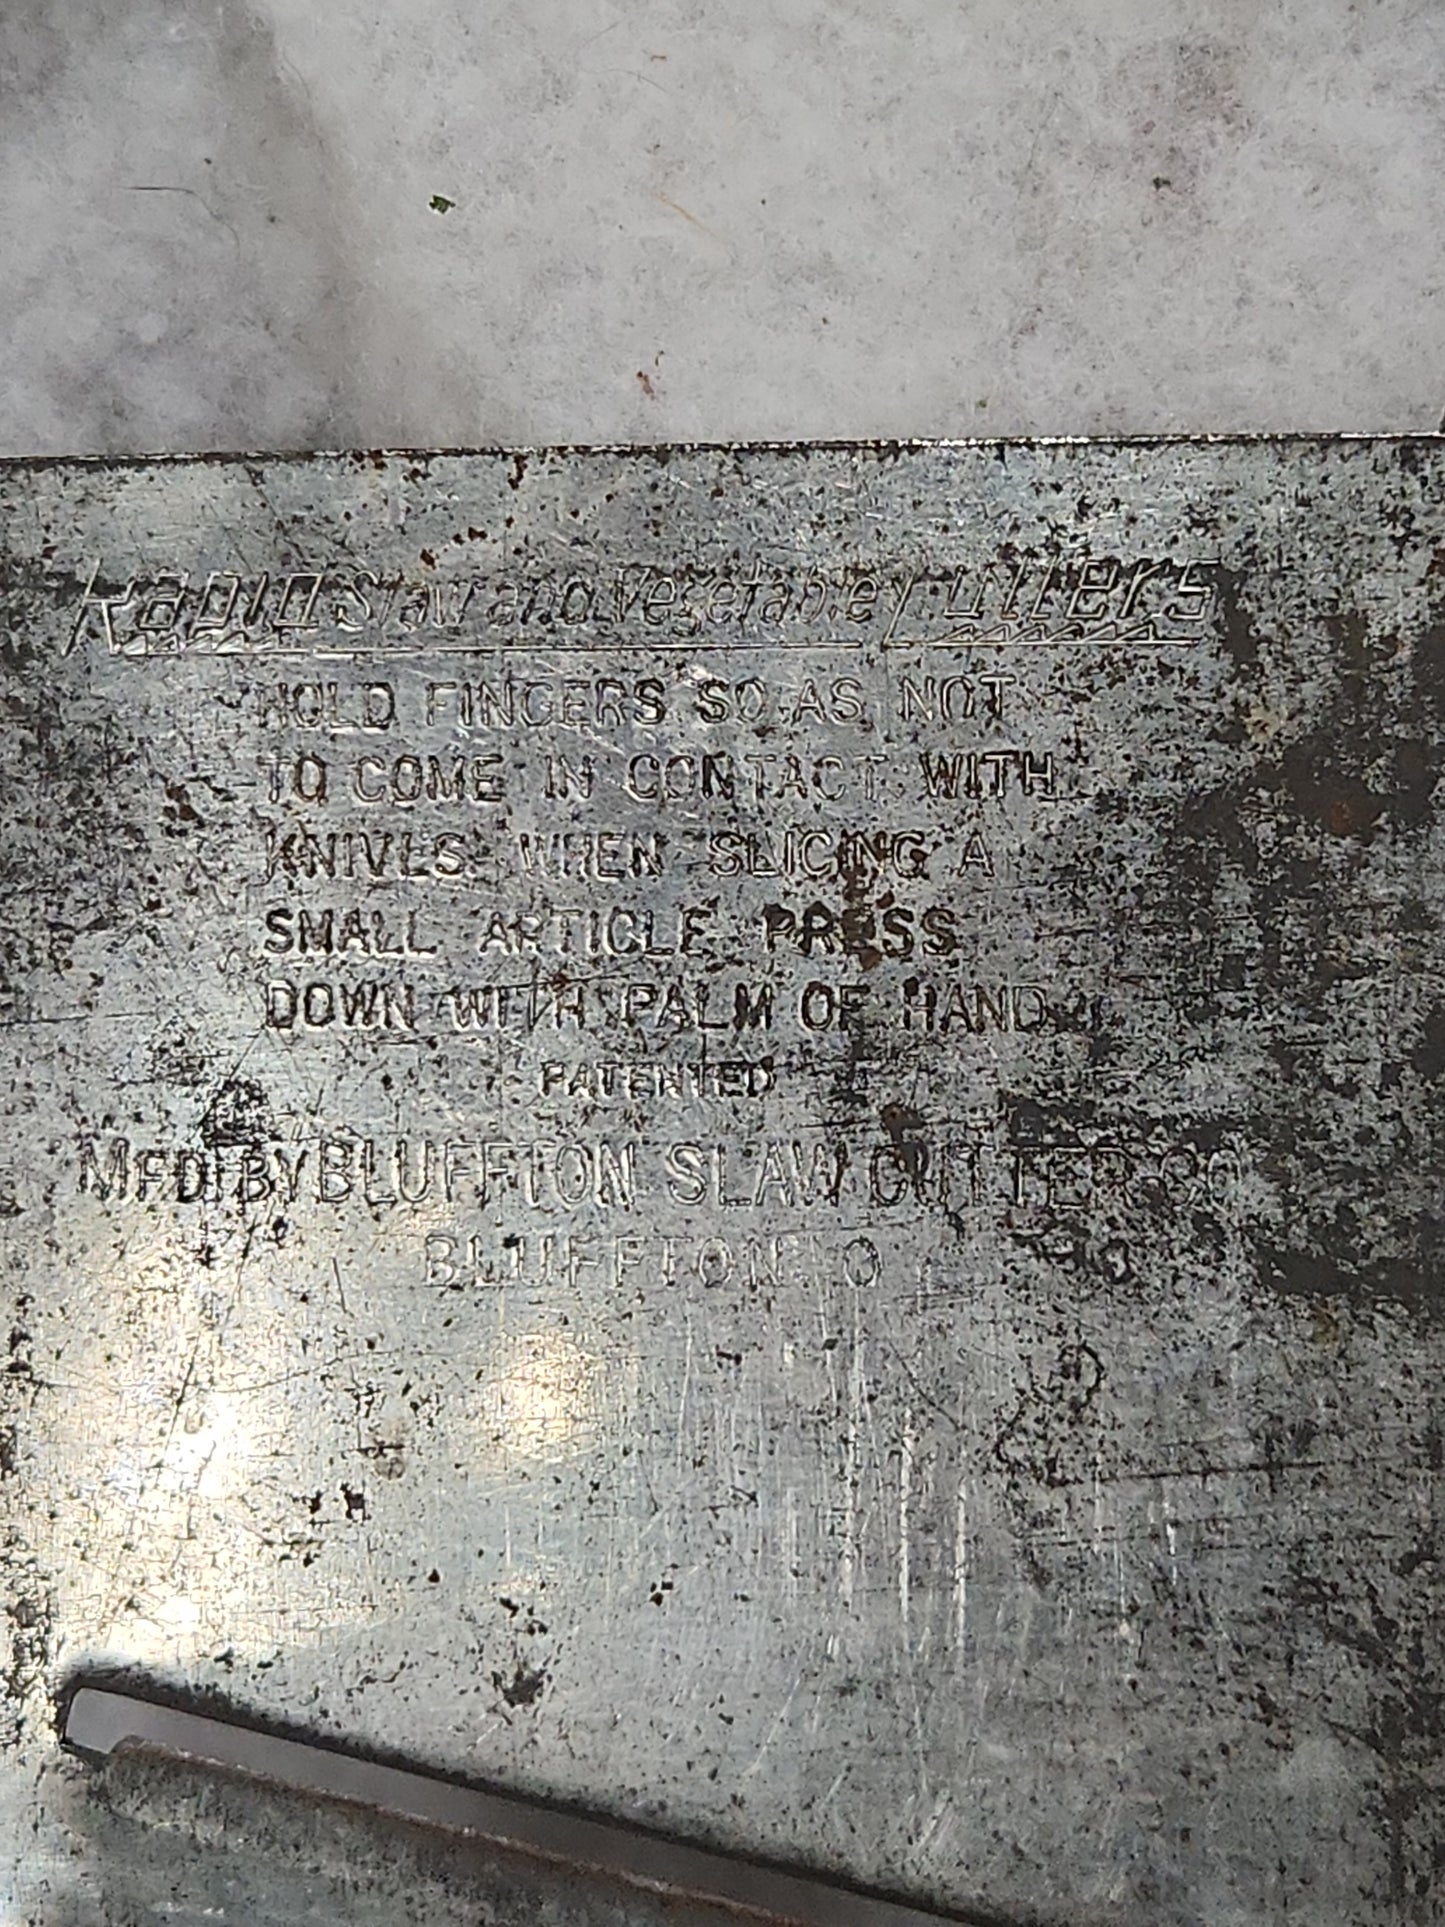 Rapid Slaw and Vegetable Cutters
HOLD FINGERS SO AS NOT
TO COME IN CONTACT WITH
KNIVES. WHEN SLICING A
SMALL ARTICLE PRESS
DOWN WITH PALM OF HAND
PATENTED
MFD. BY BLUFFTON SLAW CUTTER CO
BLUFFTON O